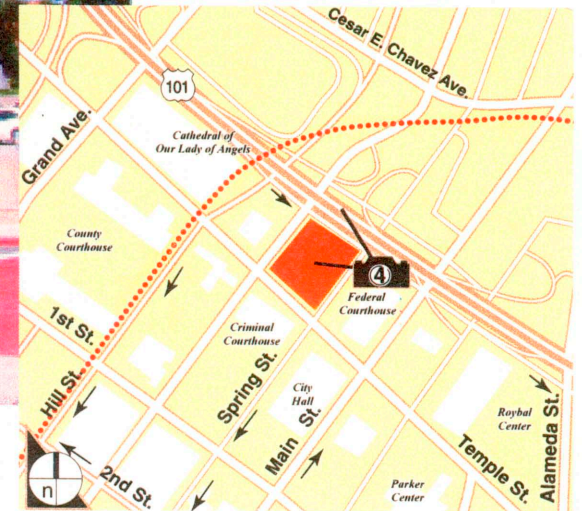 Cesar E. Chavez Ave.
101
Grand Ave.
Cathedral of
Our Lady of Angels
County
Courthouse
4
Federal
Courthouse
1st St.
Criminal
Courthouse
Hill St.
Spring St.
City
Hall
Main St.
Roybal
Center
Alameda St.
Temple St.
2nd St.
Parker
Center
n